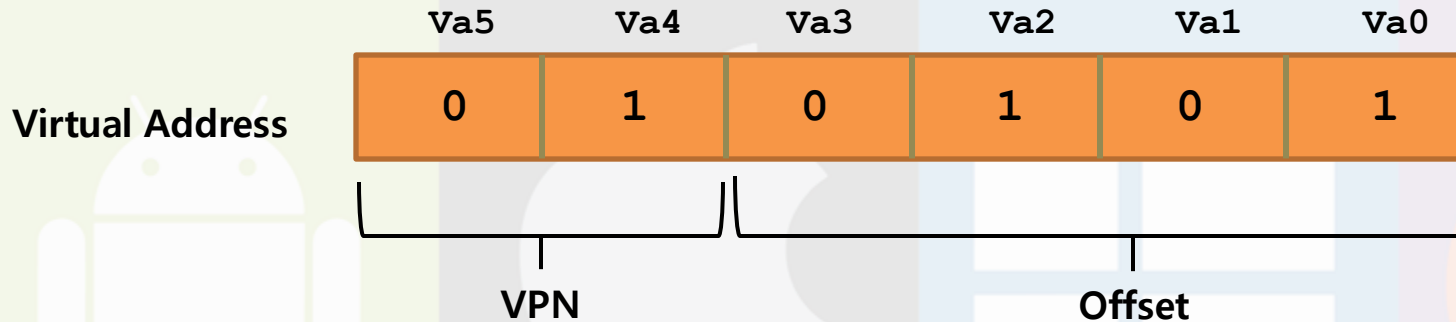 Va5 Va4 Va3 Va2 Va1 Va0
Virtual Address 0 1 0 1 0 1
VPN Offset